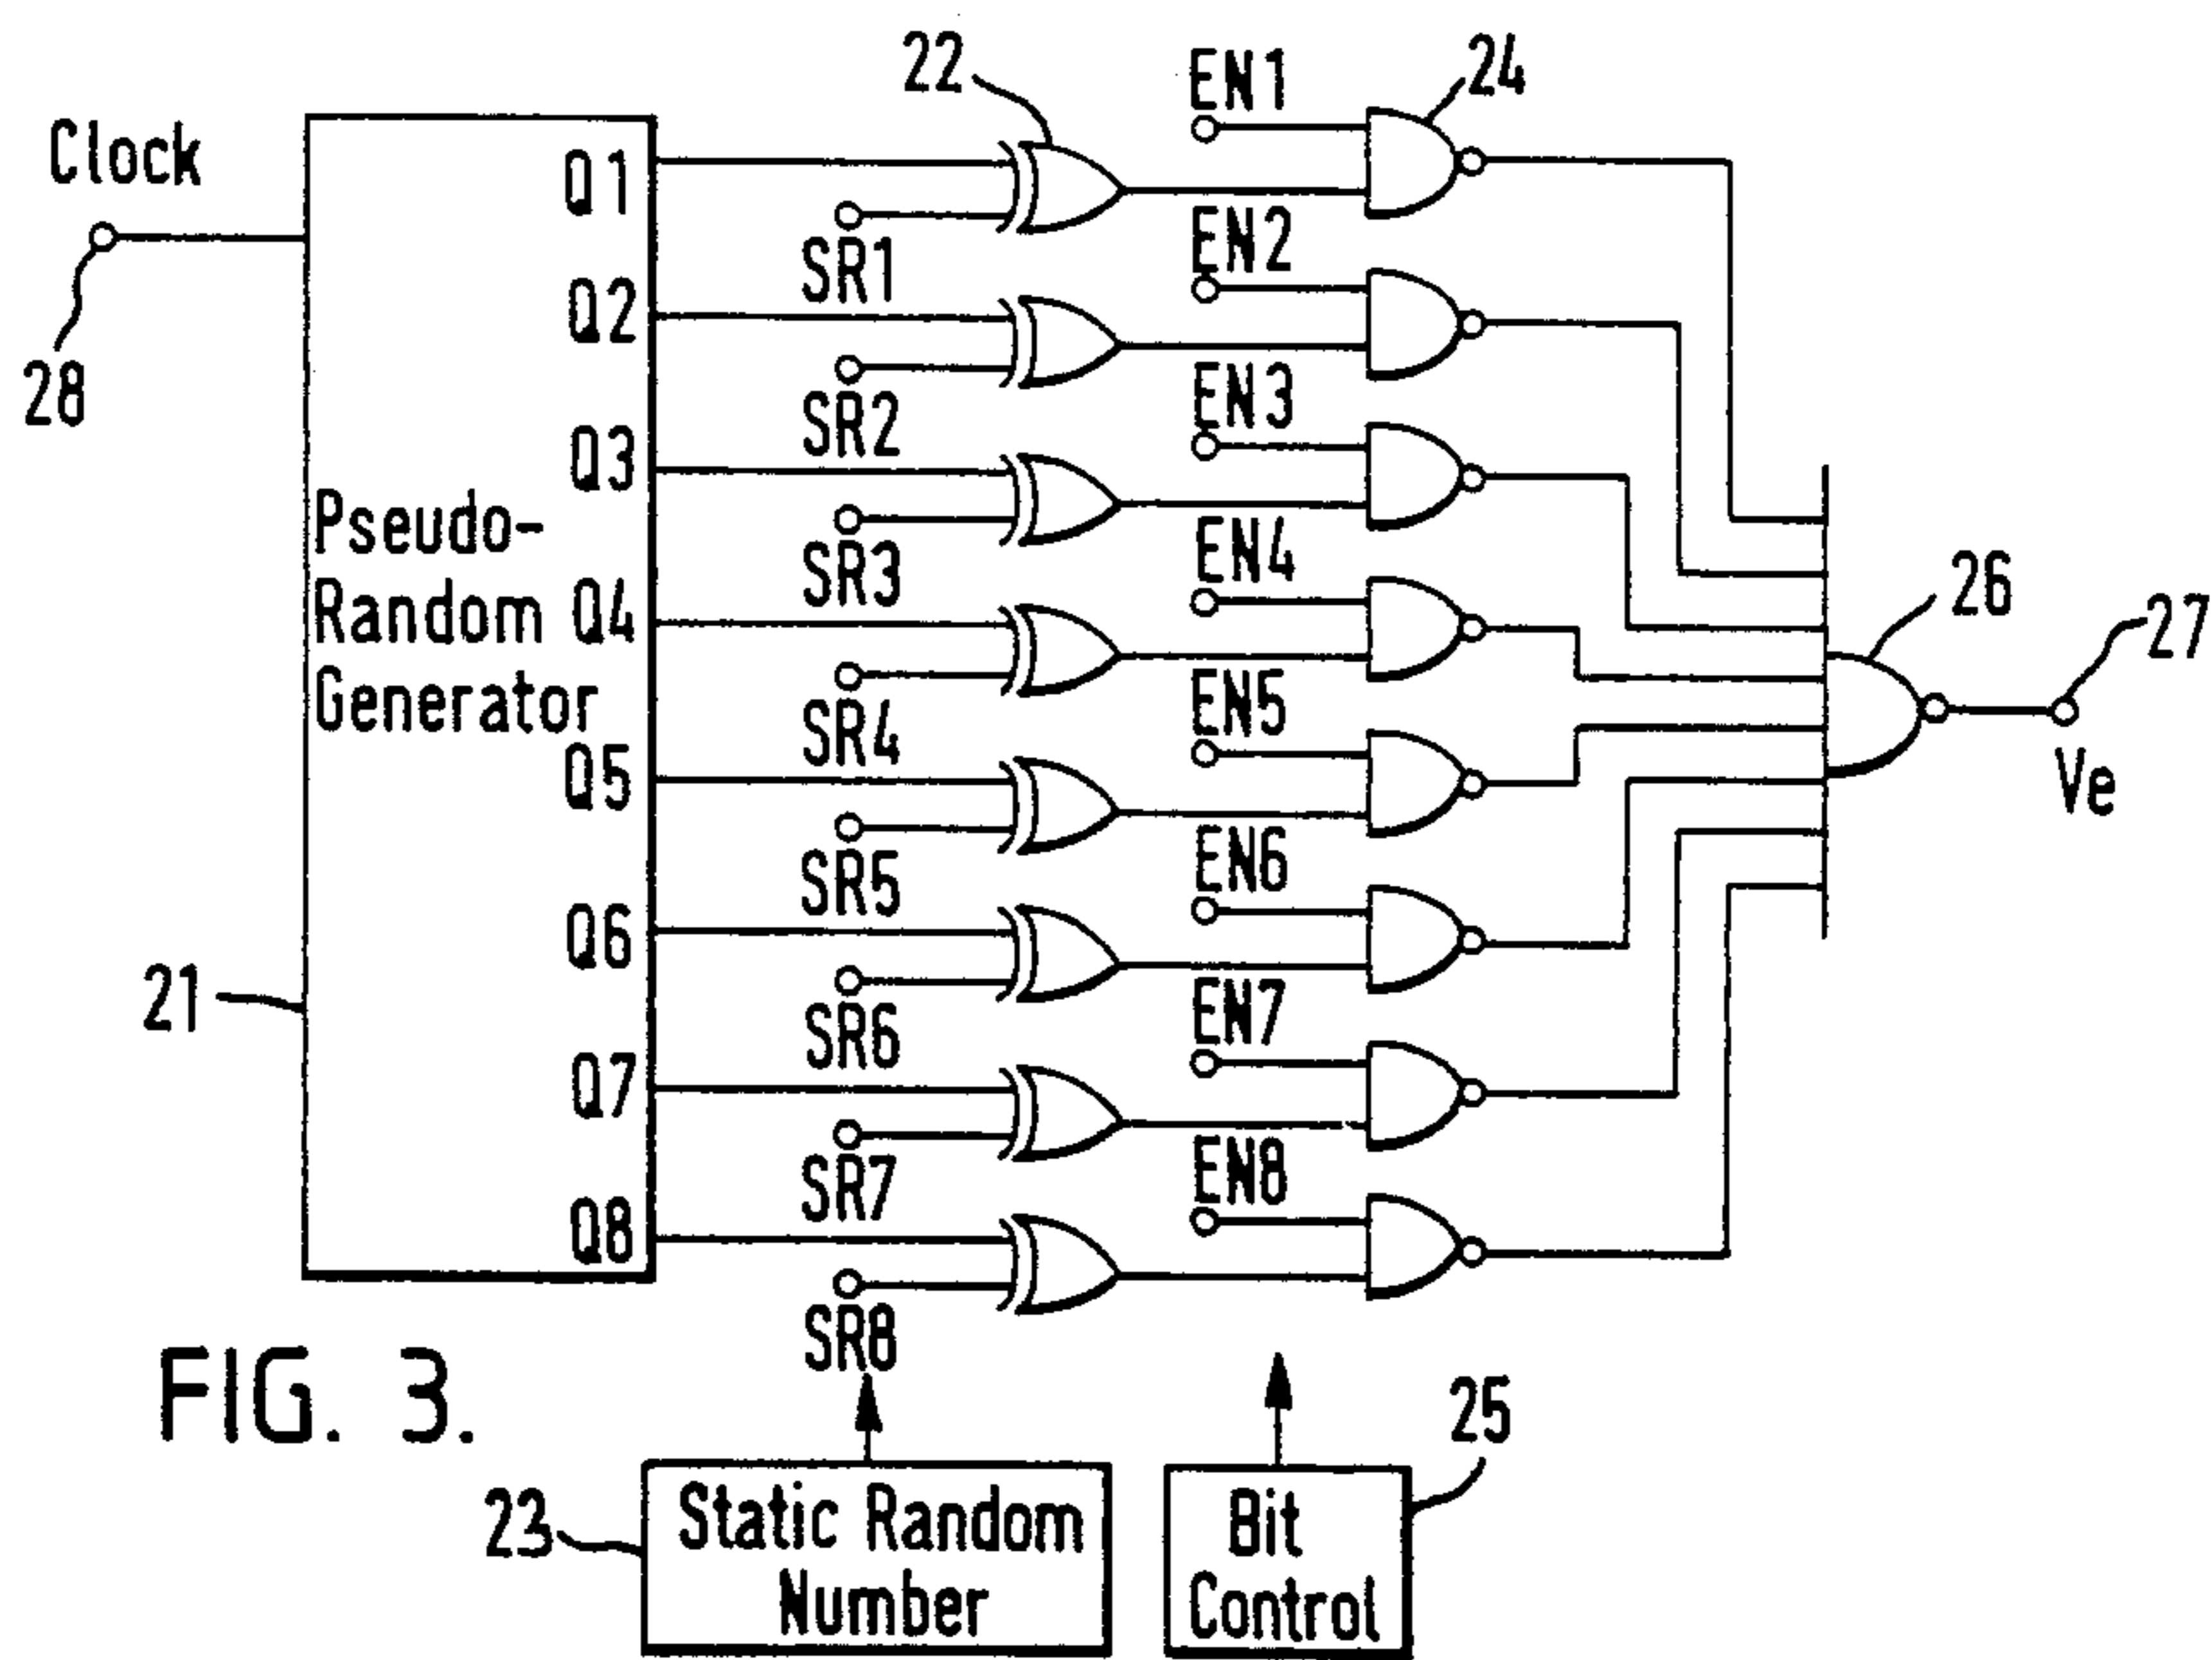 22
EN1
24
Clock
Q1
SR1
EN2
28
Q2
SR2
EN3
Q3
SR3
EN4
Pseudo-
Random Q4
Generator
SR4
EN5
26
27
Ve
Q5
SR5
EN6
Q6
SR6
EN7
21
Q7
SR7
EN8
Q8
SR8
FIG. 3.
23
Static Random
Number
25
Bit
Control